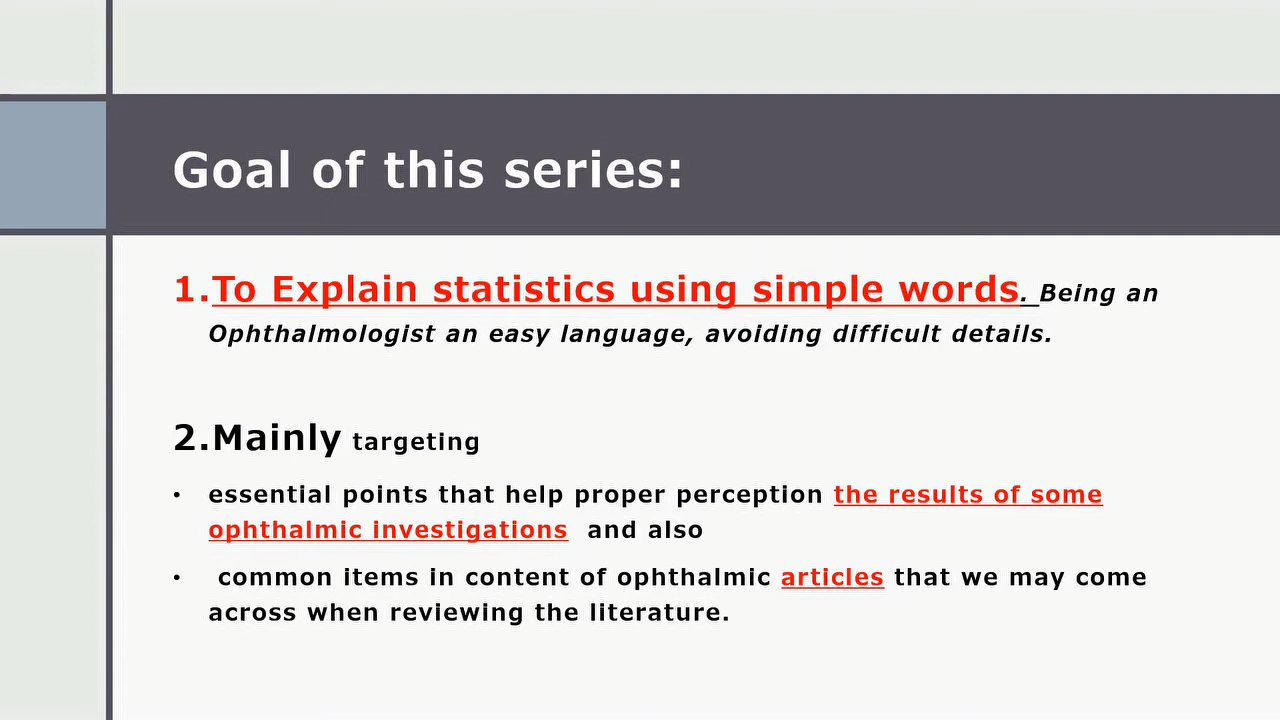 Goal of this series:
1.To Explain statistics using simple words. Being an
Ophthalmologist an easy language, avoiding difficult details.
2.Mainly targeting
• essential points that help proper perception the results of some
ophthalmic investigations and also
• common items in content of ophthalmic articles that we may come
across when reviewing the literature.